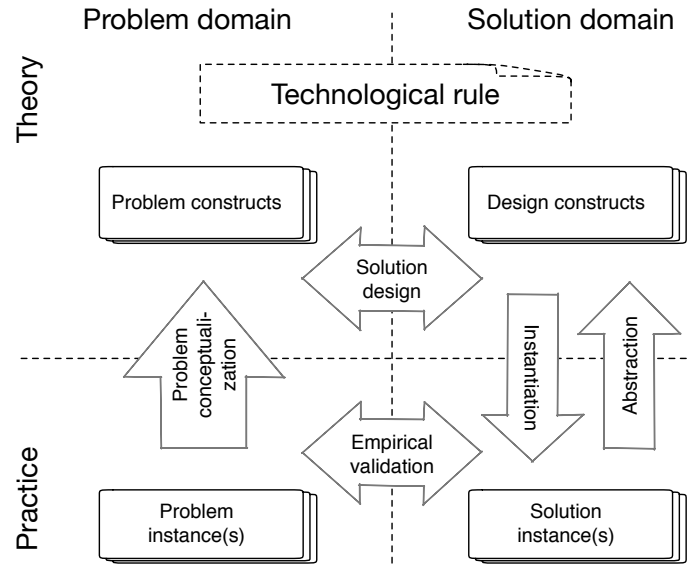 Problem domain
Solution domain
Theory
Technological rule
Problem constructs
Design constructs
Solution
design
Problem
conceptuali-
zation
Instantiation
Abstraction
Empirical
validation
Practice
Problem
instance(s)
Solution
instance(s)